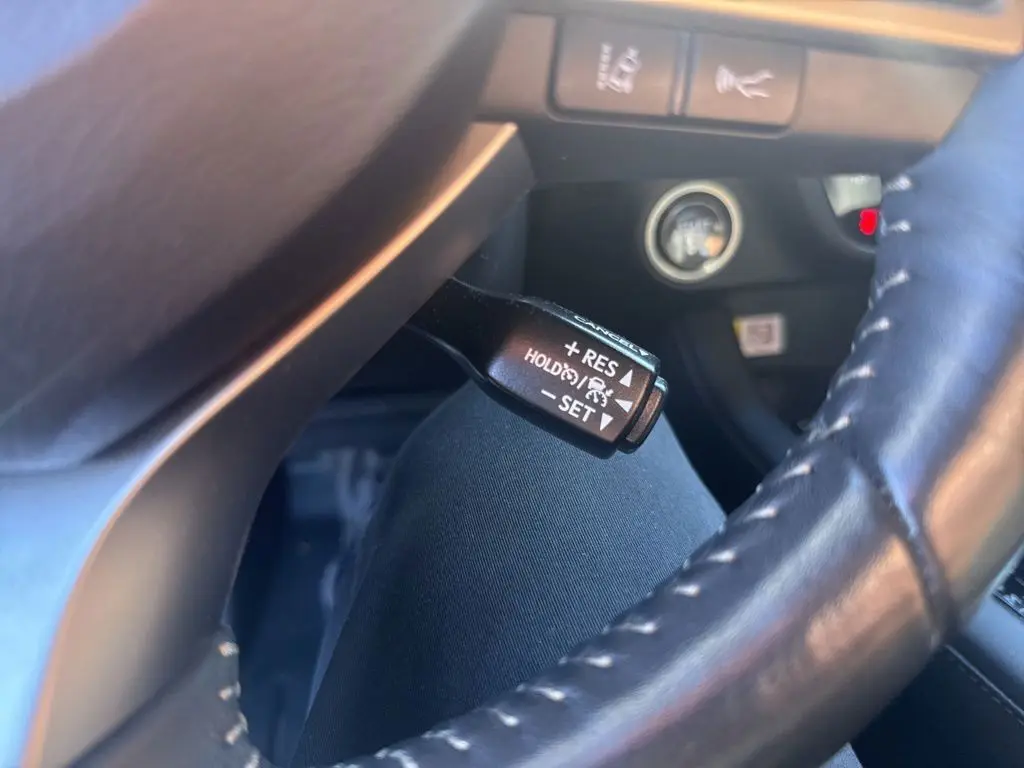 CANCEL
+ RES ▲
HOLD /
− SET ▼